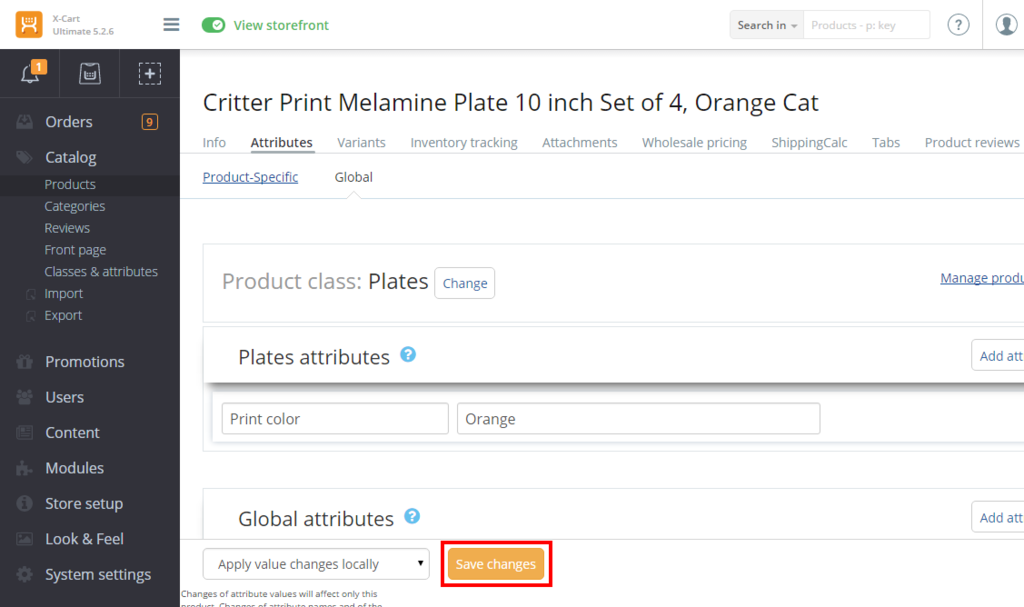 X-Cart
Ultimate 5.2.6
View storefront
Search in
Products - p: key
?
1
Orders
9
Catalog
Products
Categories
Reviews
Front page
Classes & attributes
Import
Export
Promotions
Users
Content
Modules
Store setup
Look & Feel
System settings
Critter Print Melamine Plate 10 inch Set of 4, Orange Cat
Info Attributes Variants Inventory tracking Attachments Wholesale pricing ShippingCalc Tabs Product reviews
Product-Specific Global
Product class: Plates Change
Manage produ
Plates attributes ?
Add att
Print color Orange
Global attributes ?
Add att
Apply value changes locally
Save changes
Changes of attribute values will affect only this
product. Changes of attribute names and of the